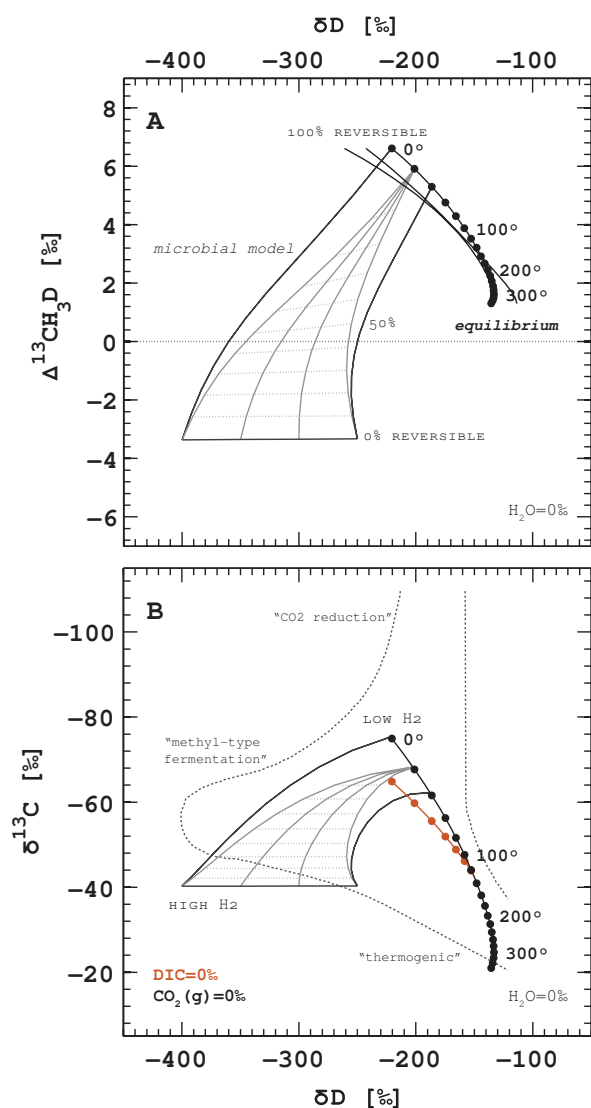 δD [‰]
−400 −300 −200 −100
A
8
6
4
2
0
−2
−4
−6
Δ¹³CH₃D [‰]
100% REVERSIBLE
0°
microbial model
100°
200°
300°
equilibrium
50%
0% REVERSIBLE
H₂O=0‰
B
−100
−80
−60
−40
−20
δ¹³C [‰]
"CO2 reduction"
LOW H2
0°
"methyl−type
fermentation"
100°
HIGH H2
200°
"thermogenic"
300°
DIC=0‰
CO₂(g)=0‰
H₂O=0‰
−400 −300 −200 −100
δD [‰]